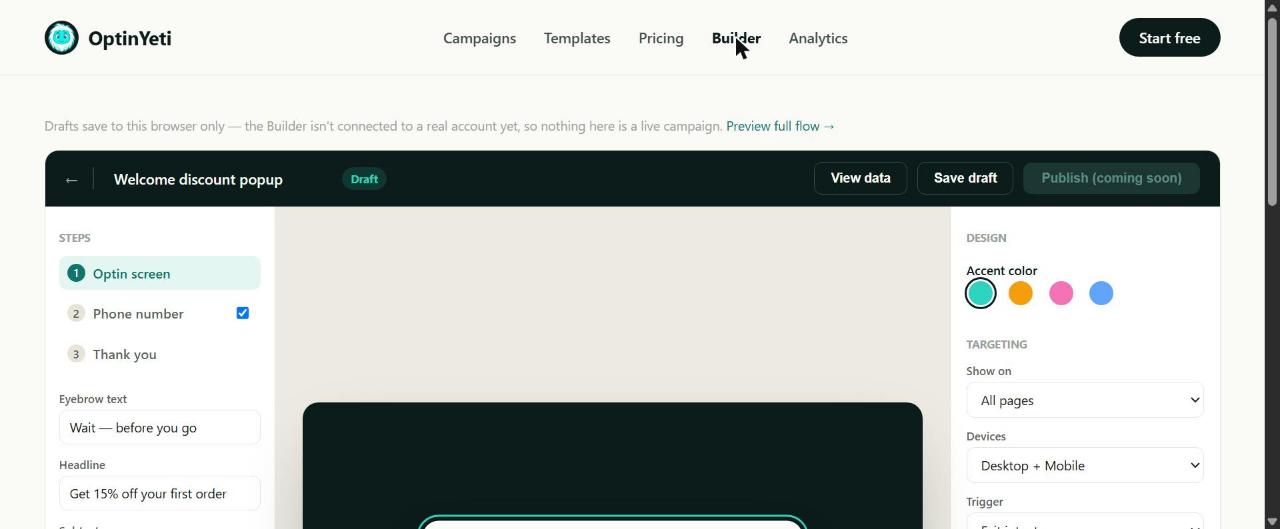 OptinYeti
Campaigns Templates Pricing Builder Analytics
Start free
Drafts save to this browser only — the Builder isn't connected to a real account yet, so nothing here is a live campaign. Preview full flow →
← Welcome discount popup Draft View data Save draft Publish (coming soon)
STEPS
1 Optin screen
2 Phone number
3 Thank you
Eyebrow text
Wait — before you go
Headline
Get 15% off your first order
DESIGN
Accent color
TARGETING
Show on
All pages
Devices
Desktop + Mobile
Trigger